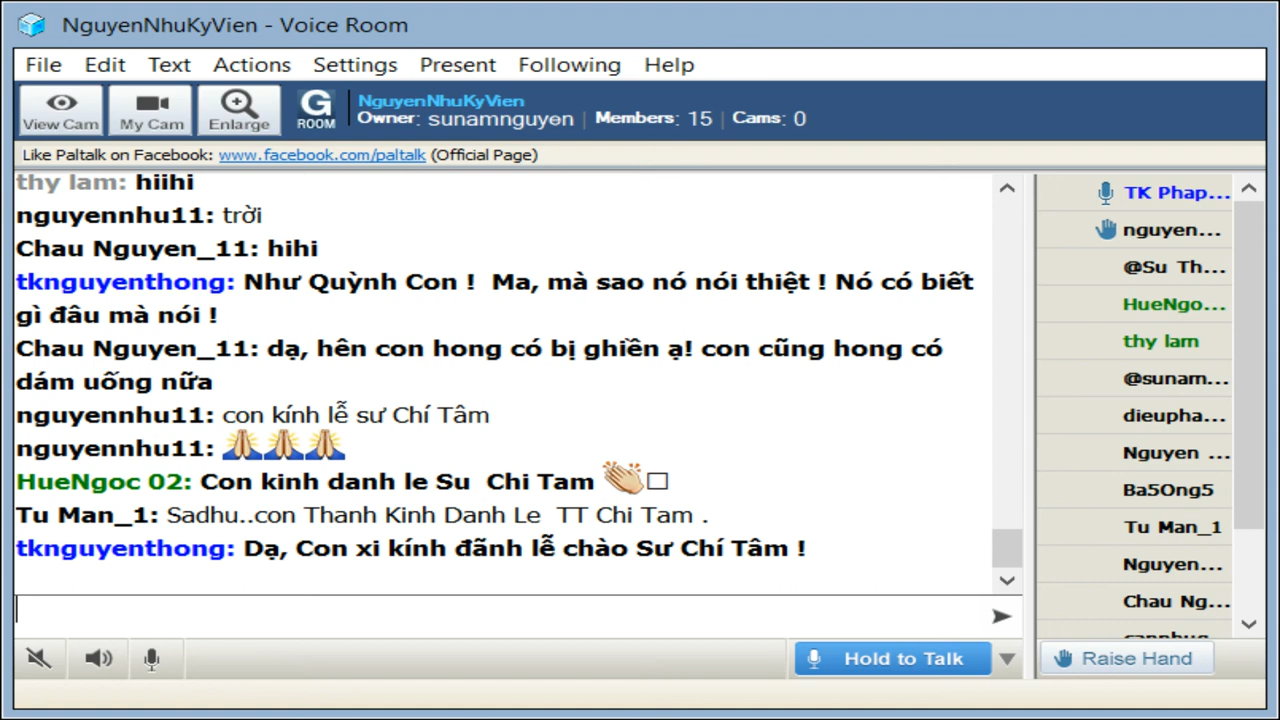 NguyenNhuKyVien - Voice Room
File Edit Text Actions Settings Present Following Help
View Cam
My Cam
Enlarge
G ROOM
NguyenNhuKyVien
Owner: sunamnguyen | Members: 15 | Cams: 0
Like Paltalk on Facebook: www.facebook.com/paltalk (Official Page)
thy lam: hiihi
nguyennhu11: trời
Chau Nguyen_11: hihi
tknguyenthong: Như Quỳnh Con ! Ma, mà sao nó nói thiệt ! Nó có biết
gì đâu mà nói !
Chau Nguyen_11: dạ, hên con hong có bị ghiền ạ! con cũng hong có
dám uống nữa
nguyennhu11: con kính lễ sư Chí Tâm
nguyennhu11: 🙏🙏🙏
HueNgoc 02: Con kinh danh le Su Chi Tam 👏□
Tu Man_1: Sadhu..con Thanh Kinh Danh Le TT Chi Tam .
tknguyenthong: Dạ, Con xi kính đãnh lễ chào Sư Chí Tâm !
TK Phap...
nguyen...
@Su Th...
HueNgo...
thy lam
@sunam...
dieupha...
Nguyen ...
Ba5Ong5
Tu Man_1
Nguyen...
Chau Ng...
Hold to Talk
Raise Hand